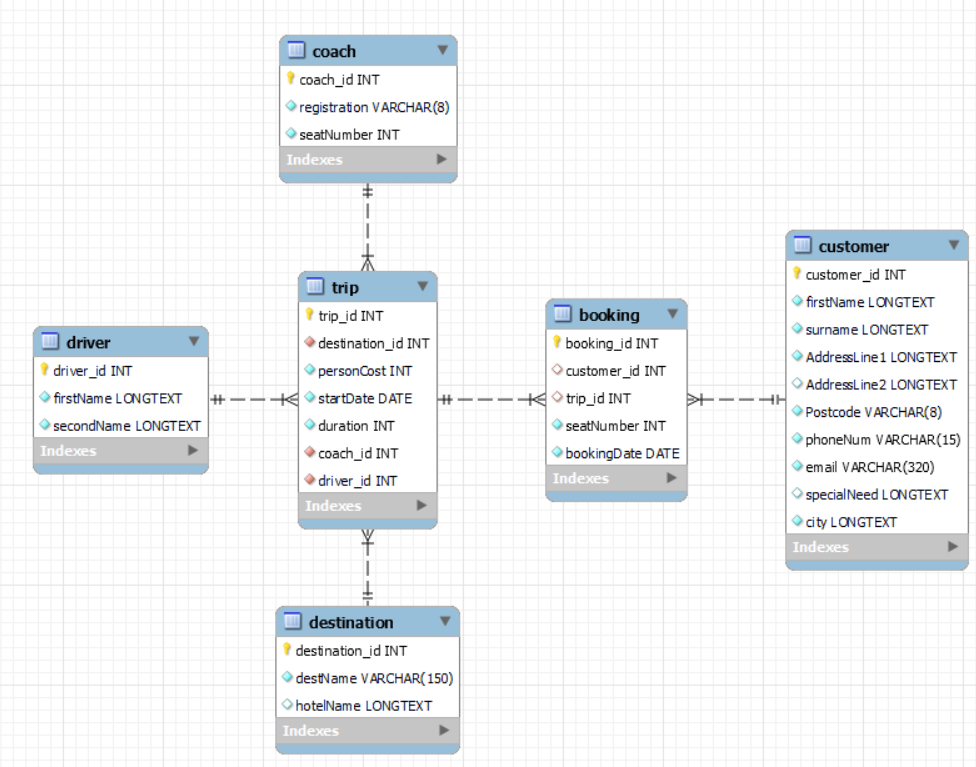 coach
coach_id INT
registration VARCHAR(8)
seatNumber INT
Indexes
trip
trip_id INT
destination_id INT
personCost INT
startDate DATE
duration INT
coach_id INT
driver_id INT
Indexes
driver
driver_id INT
firstName LONGTEXT
secondName LONGTEXT
Indexes
booking
booking_id INT
customer_id INT
trip_id INT
seatNumber INT
bookingDate DATE
Indexes
customer
customer_id INT
firstName LONGTEXT
surname LONGTEXT
AddressLine1 LONGTEXT
AddressLine2 LONGTEXT
Postcode VARCHAR(8)
phoneNum VARCHAR(15)
email VARCHAR(320)
specialNeed LONGTEXT
city LONGTEXT
Indexes
destination
destination_id INT
destName VARCHAR(150)
hotelName LONGTEXT
Indexes